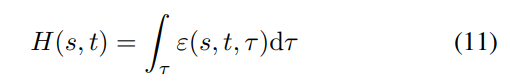 H(s, t) = ∫_τ ε(s, t, τ)dτ (11)